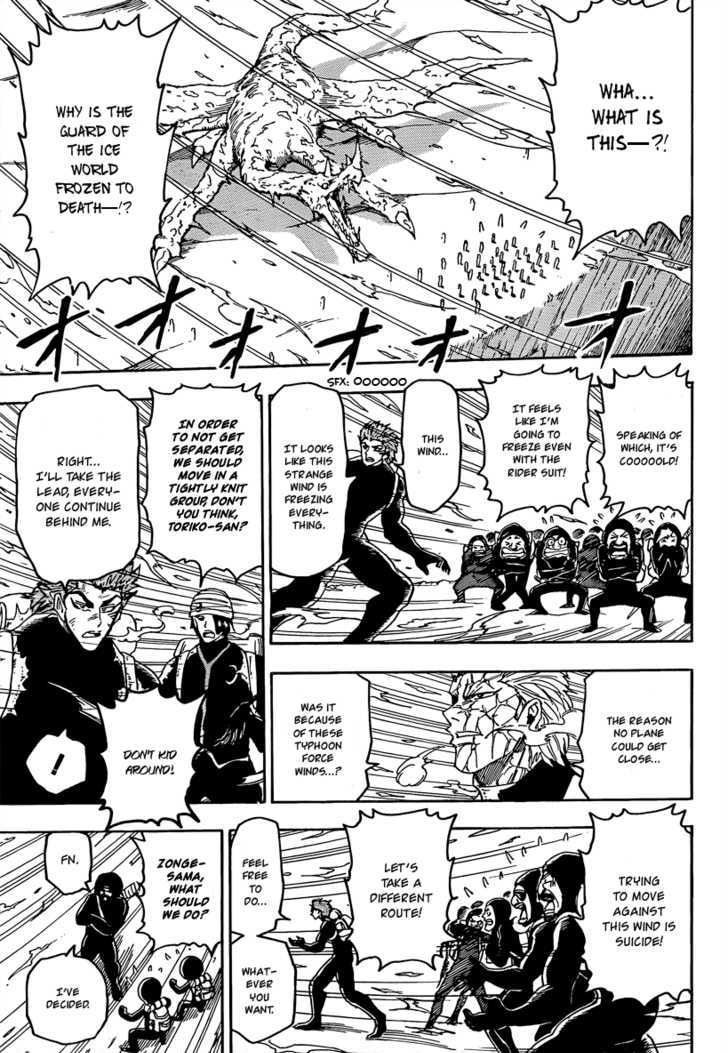 WHA...
WHAT IS
THIS—?!
WHY IS THE
GUARD OF
THE ICE
WORLD
FROZEN TO
DEATH—!?
オオオオオオ
SFX: OOOOOO
SPEAKING OF
WHICH, IT'S
COOOOOLD!
IT FEELS
LIKE I'M
GOING TO
FREEZE EVEN
WITH THE
RIDER SUIT!
THIS
WIND...
IT LOOKS
LIKE THIS
STRANGE
WIND IS
FREEZING
EVERY-
THING.
IN ORDER
TO NOT GET
SEPARATED,
WE SHOULD
MOVE IN A
TIGHTLY KNIT
GROUP, DON'T
YOU THINK,
TORIKO-SAN?
RIGHT...
I'LL TAKE THE
LEAD, EVERY-
ONE CONTINUE
BEHIND ME.
DON'T KID
AROUND!
!
THE REASON
NO PLANE
COULD GET
CLOSE...
WAS IT
BECAUSE
OF THESE
TYPHOON
FORCE
WINDS...?
TRYING
TO MOVE
AGAINST
THIS WIND IS
SUICIDE!
LET'S
TAKE A
DIFFERENT
ROUTE!
FEEL
FREE
TO DO...
WHAT-
EVER
YOU
WANT.
ZONGE-
SAMA,
WHAT
SHOULD
WE DO?
FN.
I'VE
DECIDED.